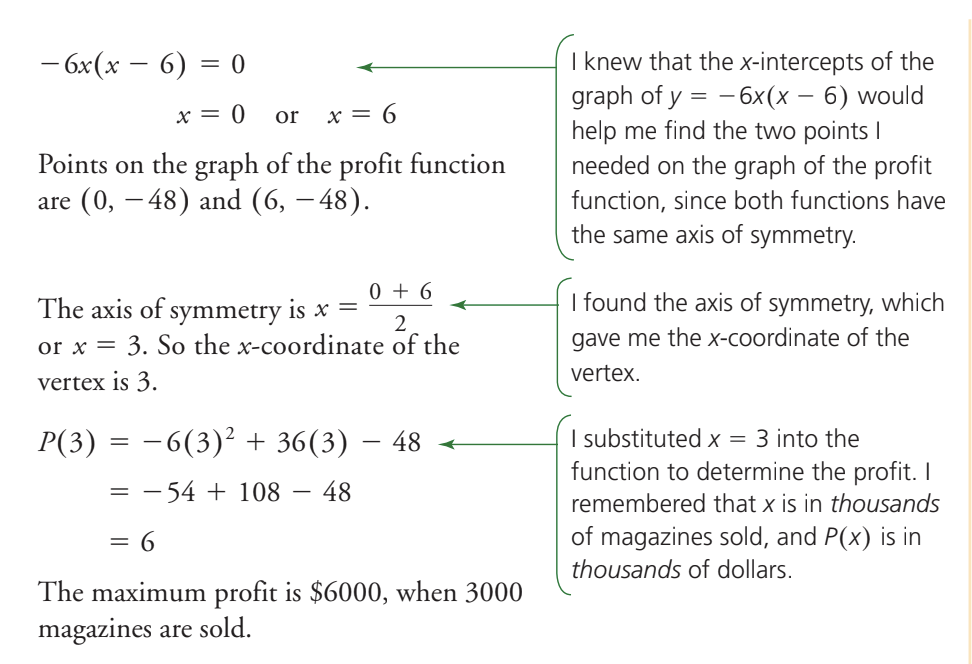 −6x(x − 6) = 0
x = 0 or x = 6
Points on the graph of the profit function
are (0, −48) and (6, −48).
I knew that the x-intercepts of the
graph of y = −6x(x − 6) would
help me find the two points I
needed on the graph of the profit
function, since both functions have
the same axis of symmetry.
The axis of symmetry is x = (0 + 6)/2
or x = 3. So the x-coordinate of the
vertex is 3.
I found the axis of symmetry, which
gave me the x-coordinate of the
vertex.
P(3) = −6(3)² + 36(3) − 48
= −54 + 108 − 48
= 6
The maximum profit is $6000, when 3000
magazines are sold.
I substituted x = 3 into the
function to determine the profit. I
remembered that x is in thousands
of magazines sold, and P(x) is in
thousands of dollars.